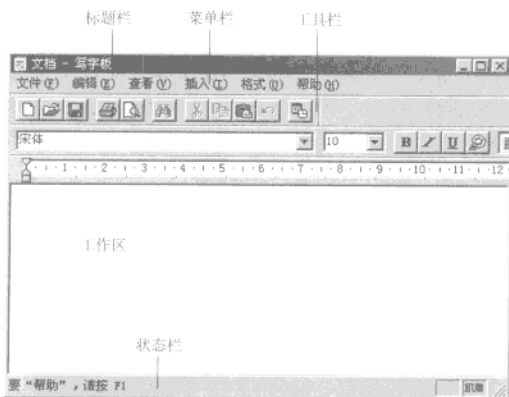 标题栏 菜单栏 工具栏
文档 - 写字板
文件(F) 编辑(E) 查看(V) 插入(I) 格式(O) 帮助(H)
宋体 10 B I U
1 2 3 4 5 6 7 8 9 10 11 12
工作区
状态栏
要“帮助”，请按 F1 NUM